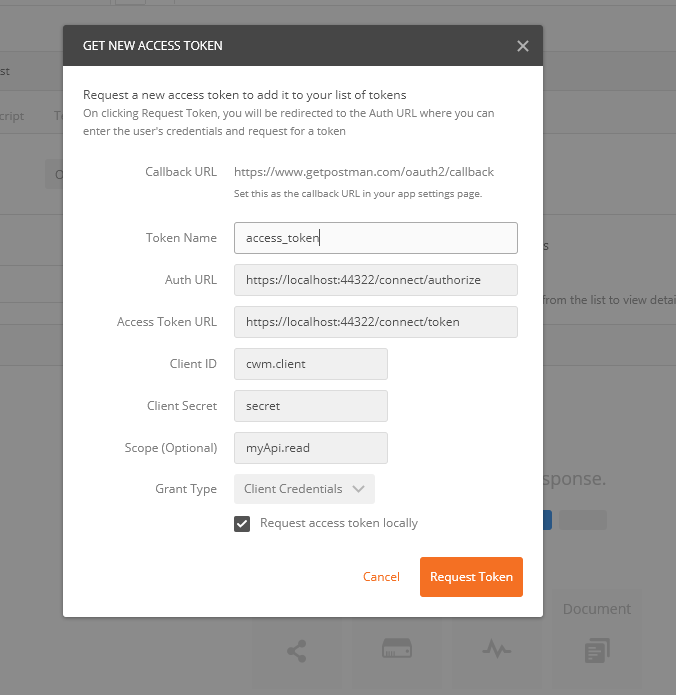 GET NEW ACCESS TOKEN
st
Request a new access token to add it to your list of tokens
On clicking Request Token, you will be redirected to the Auth URL where you can
cript
enter the user's credentials and request for a token
Callback URL https://www.getpostman.com/oauth2/callback
Set this as the callback URL in your app settings page.
Token Name access_token
s
Auth URL https://localhost:44322/connect/authorize
from the list to view detai
Access Token URL https://localhost:44322/connect/token
Client ID cwm.client
Client Secret secret
Scope (Optional) myApi.read
sponse.
Grant Type Client Credentials
Request access token locally
Cancel Request Token
Document